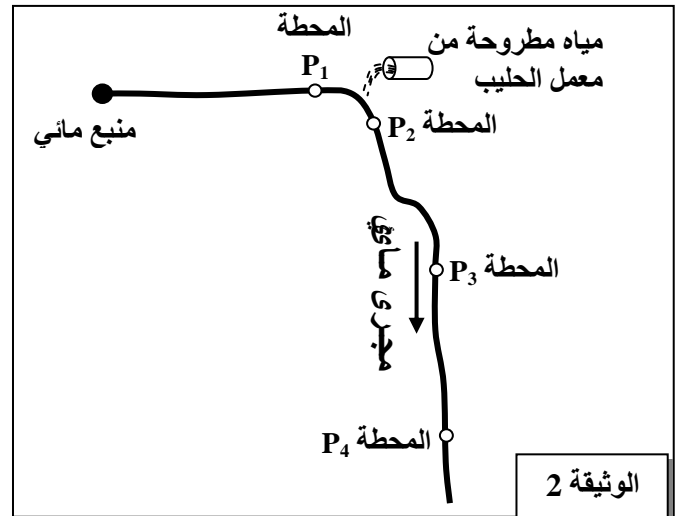 المحطة
P1
مياه مطروحة من
معمل الحليب
منبع مائي
المحطة P2
مجرى مائي
المحطة P3
المحطة P4
الوثيقة 2